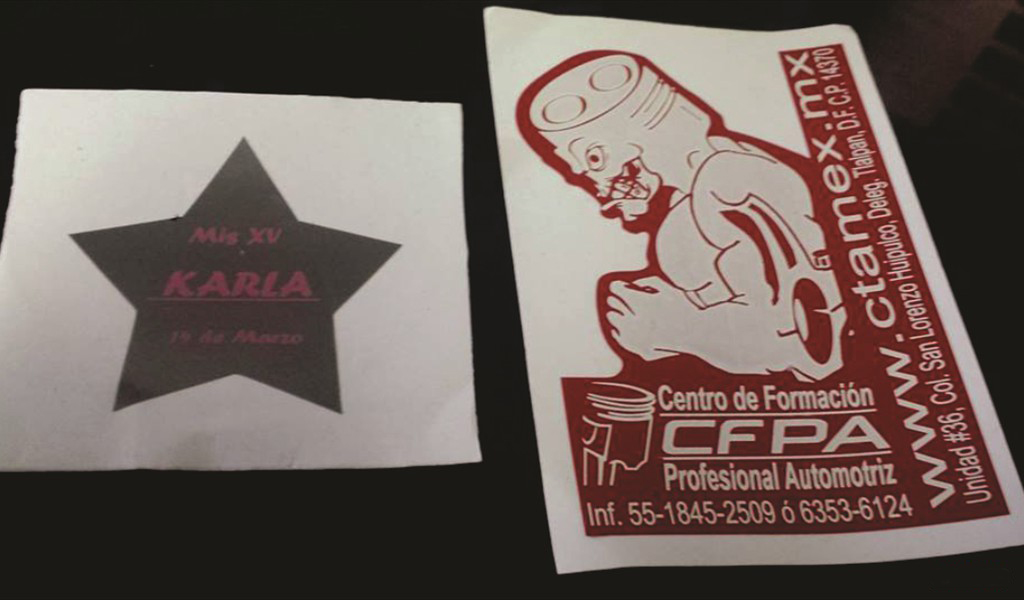 Mis XV
KARLA
14 de Marzo
Centro de Formación
CFPA
Profesional Automotriz
Inf. 55-1845-2509 ó 6353-6124
www.ctamex.mx
Unidad #36, Col. San Lorenzo Huipulco, Deleg. Tlalpan, D.F. C.P. 14370